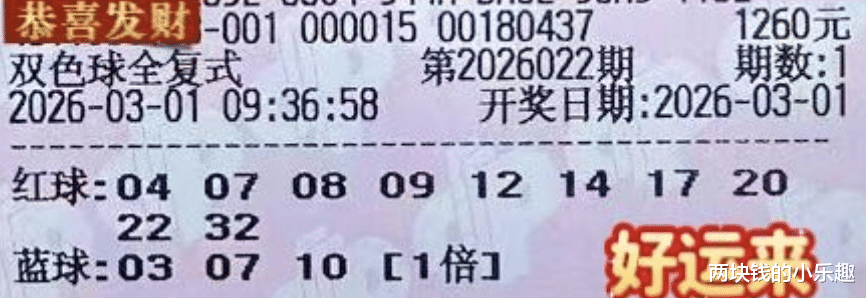 恭喜发财
-001 000015 00180437 1260元
双色球全复式 第2026022期 期数:1
2026-03-01 09:36:58 开奖日期:2026-03-01
红球:04 07 08 09 12 14 17 20
22 32
蓝球:03 07 10 [1倍]
好运来
两块钱的小乐趣